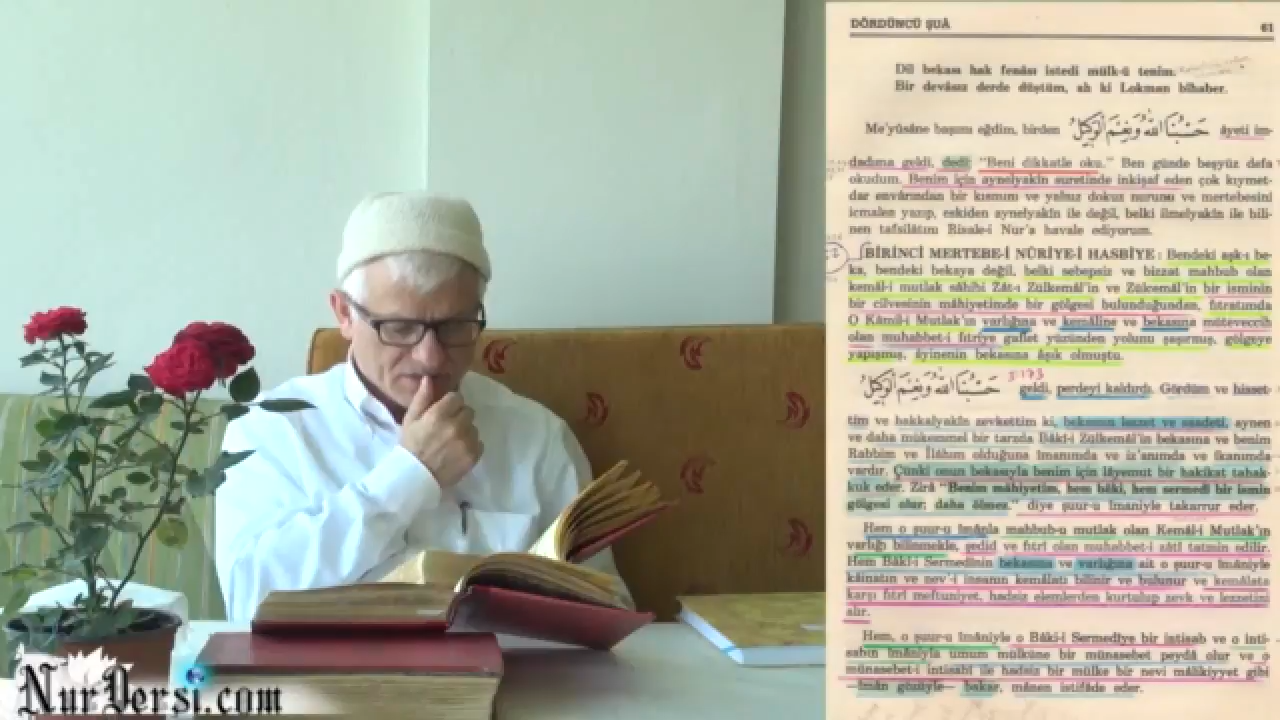 DÖRDÜNCÜ ŞUÂ 61
Dil bekası hak fenası istedi mülk-ü tenim.
Bir devâsız derde düştüm, ah ki Lokman bîhaber.
Me'yûsâne başımı eğdim, birden حَسْبُنَا اللّٰهُ وَنِعْمَ الْوَكِيلُ âyeti im-
dadıma geldi, dedi: "Beni dikkatle oku." Ben günde beşyüz defa
okudum. Benim için aynelyakîn suretinde inkişaf eden çok kıymet-
dar envârından bir kısmını ve yalnız dokuz nurunu ve mertebesini
icmalen yazıp, eskiden aynelyakîn ile değil, belki ilmelyakîn ile bili-
nen tafsilâtını Risale-i Nur'a havale ediyorum.
BİRİNCİ MERTEBE-İ NÛRİYE-İ HASBİYE: Bendeki aşk-ı be-
ka, bendeki bekaya değil, belki sebepsiz ve bizzat mahbub olan
kemâl-i mutlak sâhibi Zât-ı Zülkemâl'in ve Zülcemâl'in bir isminin
bir cilvesinin mâhiyetimde bir gölgesi bulunduğundan, fıtratımda
O Kâmil-i Mutlak'ın varlığına ve kemâline ve bekasına müteveccih
olan muhabbet-i fıtriye gaflet yüzünden yolunu şaşırmış, gölgeye
yapışmış, âyinenin bekasına âşık olmuştu.
حَسْبُنَا اللّٰهُ وَنِعْمَ الْوَكِيلُ geldi, perdeyi kaldırdı. Gördüm ve hisset-
tim ve hakkalyakîn zevkettim ki, bekanın lezzet ve saadeti, aynen
ve daha mükemmel bir tarzda Bâki-i Zülkemâl'in bekasına ve benim
Rabbim ve İlâhım olduğuna imanımda ve iz'anımda ve îkanımda
vardır. Çünki onun bekasıyla benim için lâyemut bir hakikat tahak-
kuk eder. Zirâ "Benim mâhiyetim, hem bâki, hem sermedî bir ismin
gölgesi olur, daha ölmez." diye şuur-u îmaniyle takarrur eder.
Hem o şuur-u îmânla mahbub-u mutlak olan Kemâl-i Mutlak'ın
varlığı bilinmekle, şedid ve fıtrî olan muhabbet-i zâtî tatmin edilir.
Hem Bâki-i Sermedînin bekasına ve varlığına ait o şuur-u îmâniyle
kâinatın ve nev'-i insanın kemâlatı bilinir ve bulunur ve kemâlata
karşı fıtrî meftuniyet, hadsiz elemlerden kurtulup zevk ve lezzetini
alır.
Hem, o şuur-u îmâniyle o Bâki-i Sermedîye bir intisab ve o inti-
sabın îmâniyla umum mülküne bir münasebet peydâ olur ve o
münasebet-i intisabî ile hadsiz bir mülke bir nevi mâlikiyyet gibi
—îmân gözüyle— bakar, mânen istifâde eder.
NurDersi.com